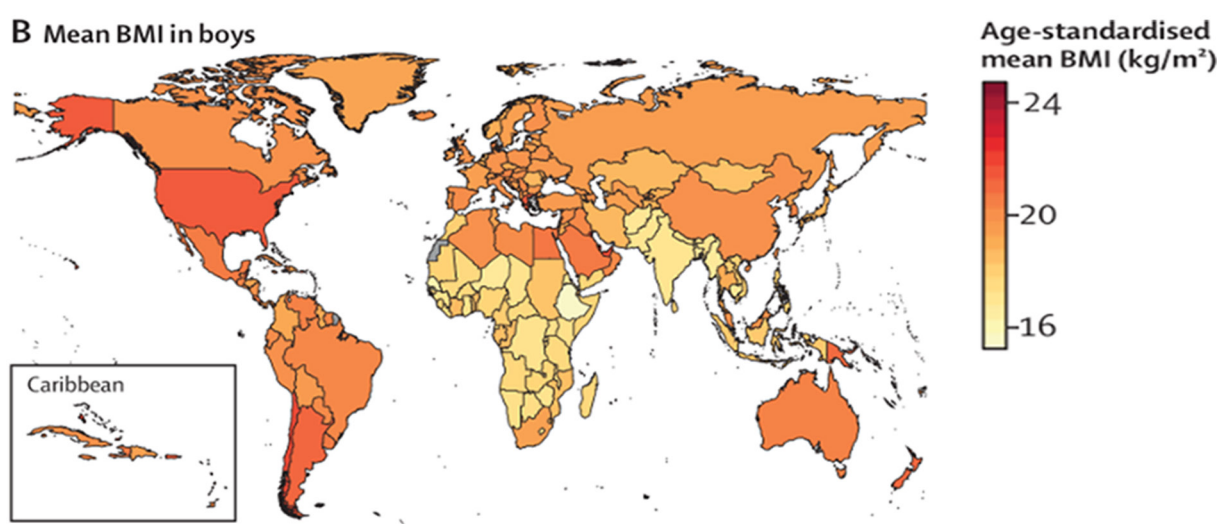 B Mean BMI in boys
Age-standardised
mean BMI (kg/m²)
24
20
16
Caribbean